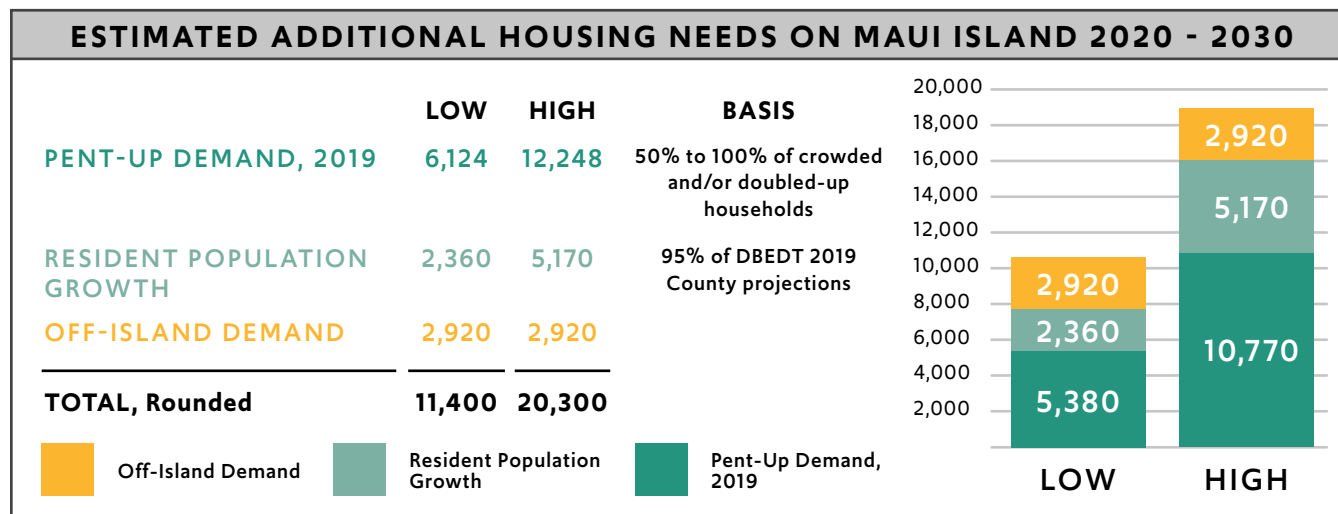 ESTIMATED ADDITIONAL HOUSING NEEDS ON MAUI ISLAND 2020 - 2030
LOW HIGH BASIS
PENT-UP DEMAND, 2019 6,124 12,248 50% to 100% of crowded
and/or doubled-up
households
RESIDENT POPULATION 2,360 5,170 95% of DBEDT 2019
GROWTH County projections
OFF-ISLAND DEMAND 2,920 2,920
TOTAL, Rounded 11,400 20,300
Off-Island Demand
Resident Population
Growth
Pent-Up Demand,
2019
20,000
18,000
16,000
14,000
12,000
10,000
8,000
6,000
4,000
2,000
2,920
2,360
5,380
LOW
2,920
5,170
10,770
HIGH